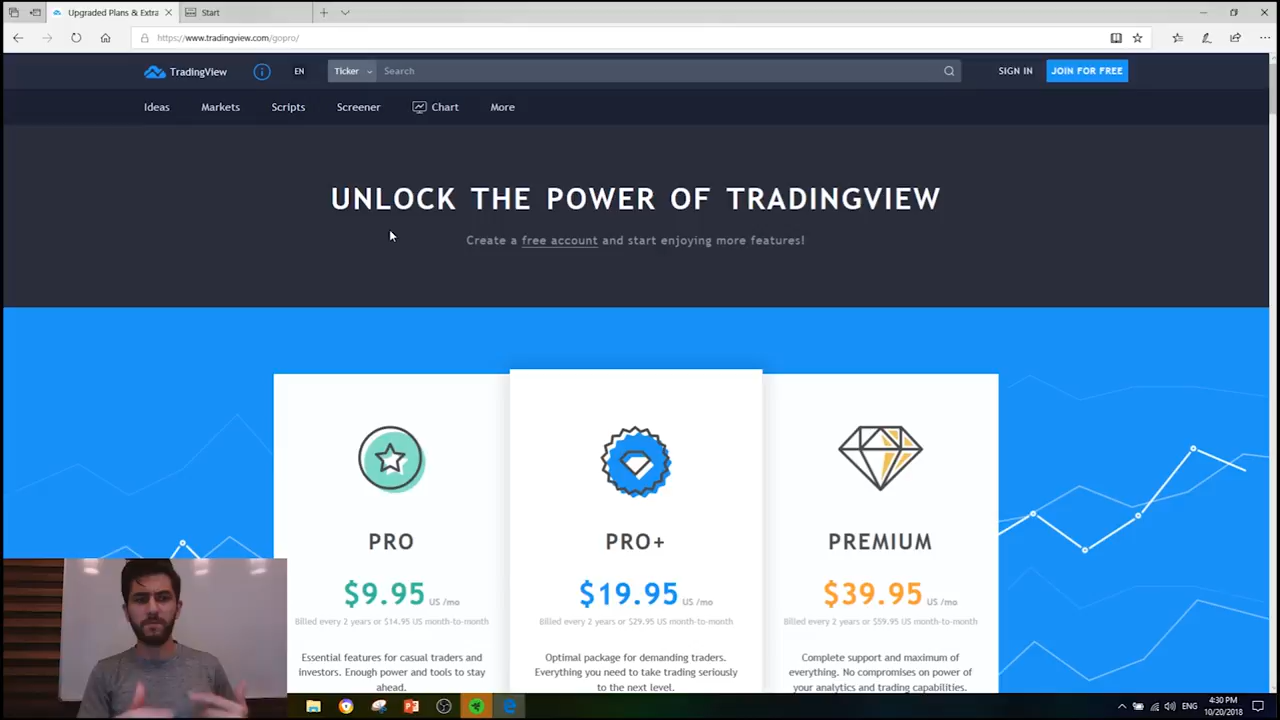 Upgraded Plans & Extra
Start
https://www.tradingview.com/gopro/
TradingView
EN
Ticker
Search
SIGN IN
JOIN FOR FREE
Ideas
Markets
Scripts
Screener
Chart
More
UNLOCK THE POWER OF TRADINGVIEW
Create a free account and start enjoying more features!
PRO
$9.95 US /mo
Billed every 2 years or $14.95 US month-to-month
Essential features for casual traders and
investors. Enough power and tools to stay
ahead.
PRO+
$19.95 US /mo
Billed every 2 years or $29.95 US month-to-month
Optimal package for demanding traders.
Everything you need to take trading seriously
to the next level.
PREMIUM
$39.95 US /mo
Billed every 2 years or $59.95 US month-to-month
Complete support and maximum of
everything. No compromises on power of
your analytics and trading capabilities.
ENG
4:30 PM
10/20/2018